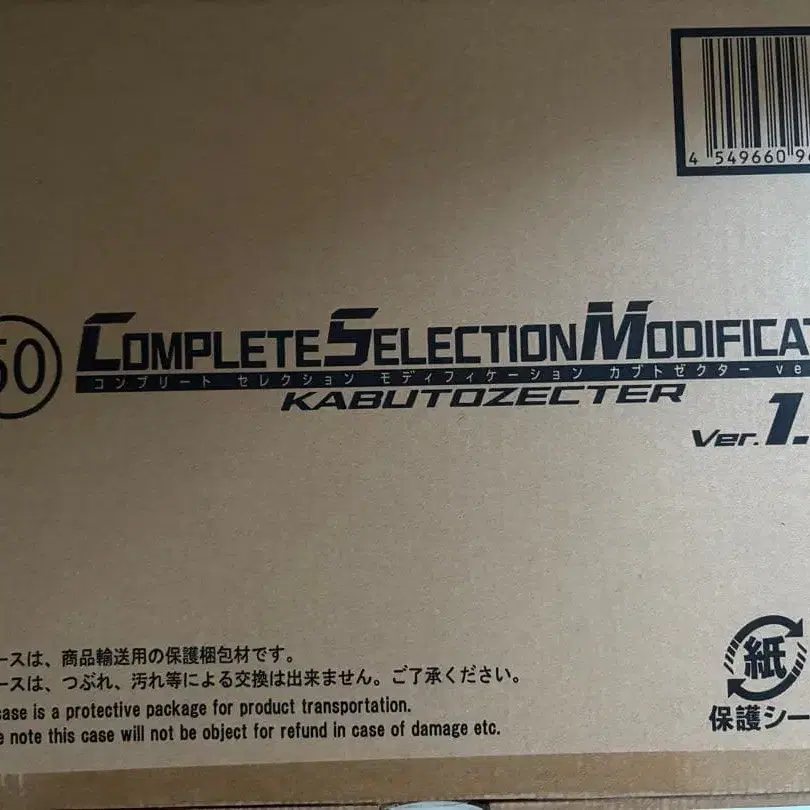 4 549660 9
50
COMPLETE SELECTION MODIFICAT
コンプリート セレクション モディフィケーション カブトゼクター ve
KABUTOZECTER
Ver. 1.
ースは、商品輸送用の保護梱包材です。
ースは、つぶれ、汚れ等による交換は出来ません。ご了承ください。
ase is a protective package for product transportation.
e note this case will not be object for refund in case of damage etc.
紙
保護シー